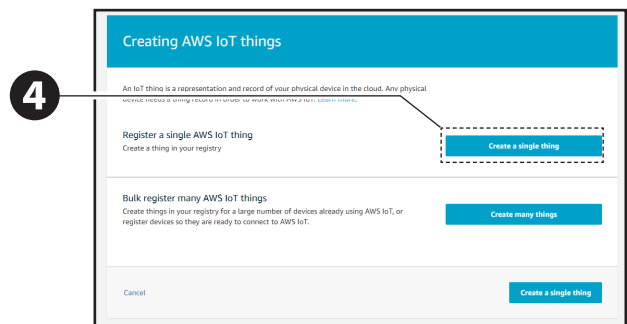 Creating AWS IoT things
4
An IoT thing is a representation and record of your physical device in the cloud. Any physical
device needs a thing record in order to work with AWS IoT. Learn more.
Register a single AWS IoT thing
Create a thing in your registry
Create a single thing
Bulk register many AWS IoT things
Create things in your registry for a large number of devices already using AWS IoT, or
register devices so they are ready to connect to AWS IoT.
Create many things
Cancel
Create a single thing